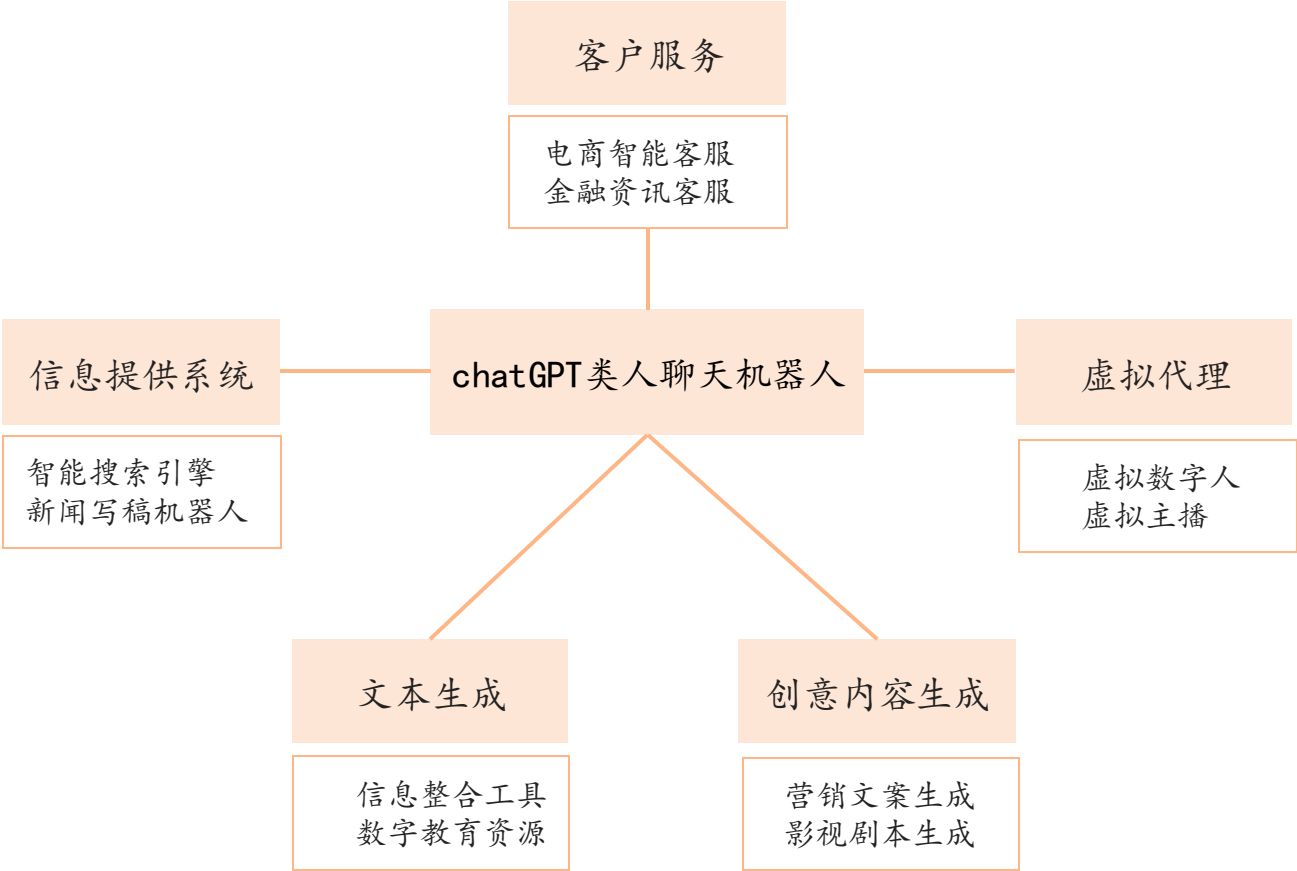 客户服务
电商智能客服
金融资讯客服
信息提供系统
chatGPT类人聊天机器人
虚拟代理
智能搜索引擎
新闻写稿机器人
虚拟数字人
虚拟主播
文本生成
创意内容生成
信息整合工具
数字教育资源
营销文案生成
影视剧本生成